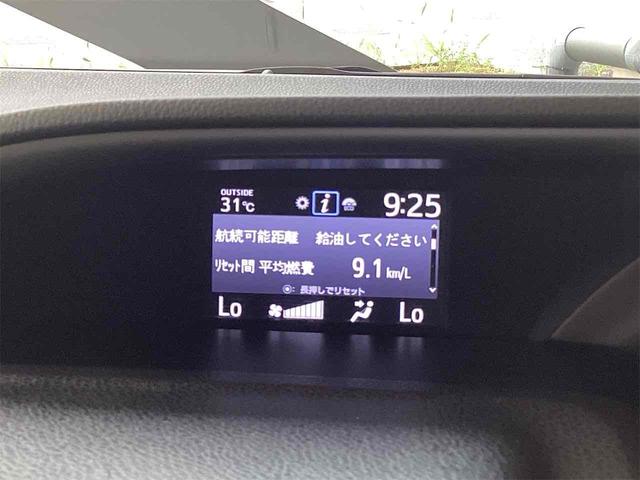 OUTSIDE
31℃ i ECO 9:25
航続可能距離 給油してください
リセット間 平均燃費 9.1 km/L
:長押しでリセット
Lo Lo